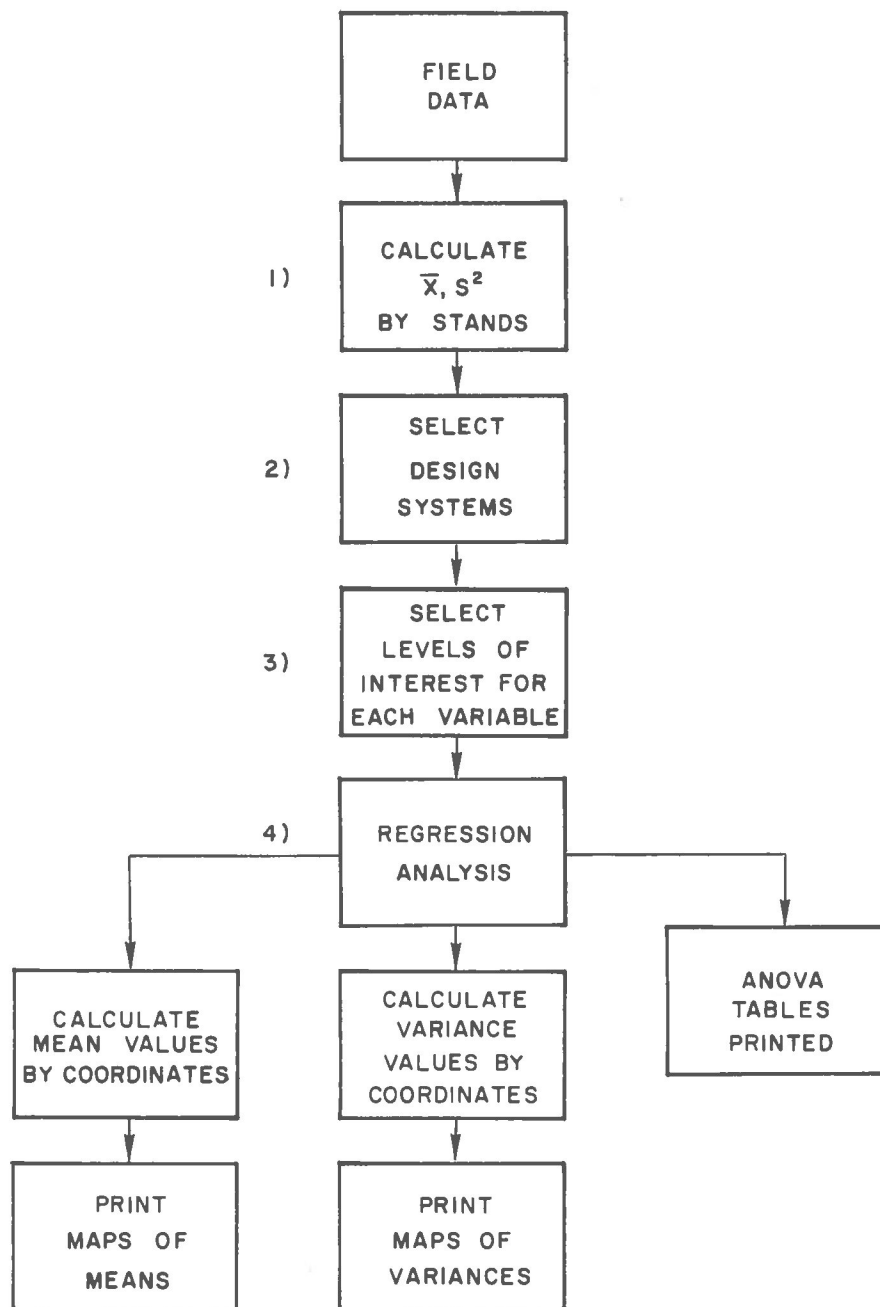 FIELD
DATA
1)
CALCULATE
X̅, S²
BY STANDS
2)
SELECT
DESIGN
SYSTEMS
3)
SELECT
LEVELS OF
INTEREST FOR
EACH VARIABLE
4)
REGRESSION
ANALYSIS
CALCULATE
MEAN VALUES
BY COORDINATES
CALCULATE
VARIANCE
VALUES BY
COORDINATES
ANOVA
TABLES
PRINTED
PRINT
MAPS OF
MEANS
PRINT
MAPS OF
VARIANCES